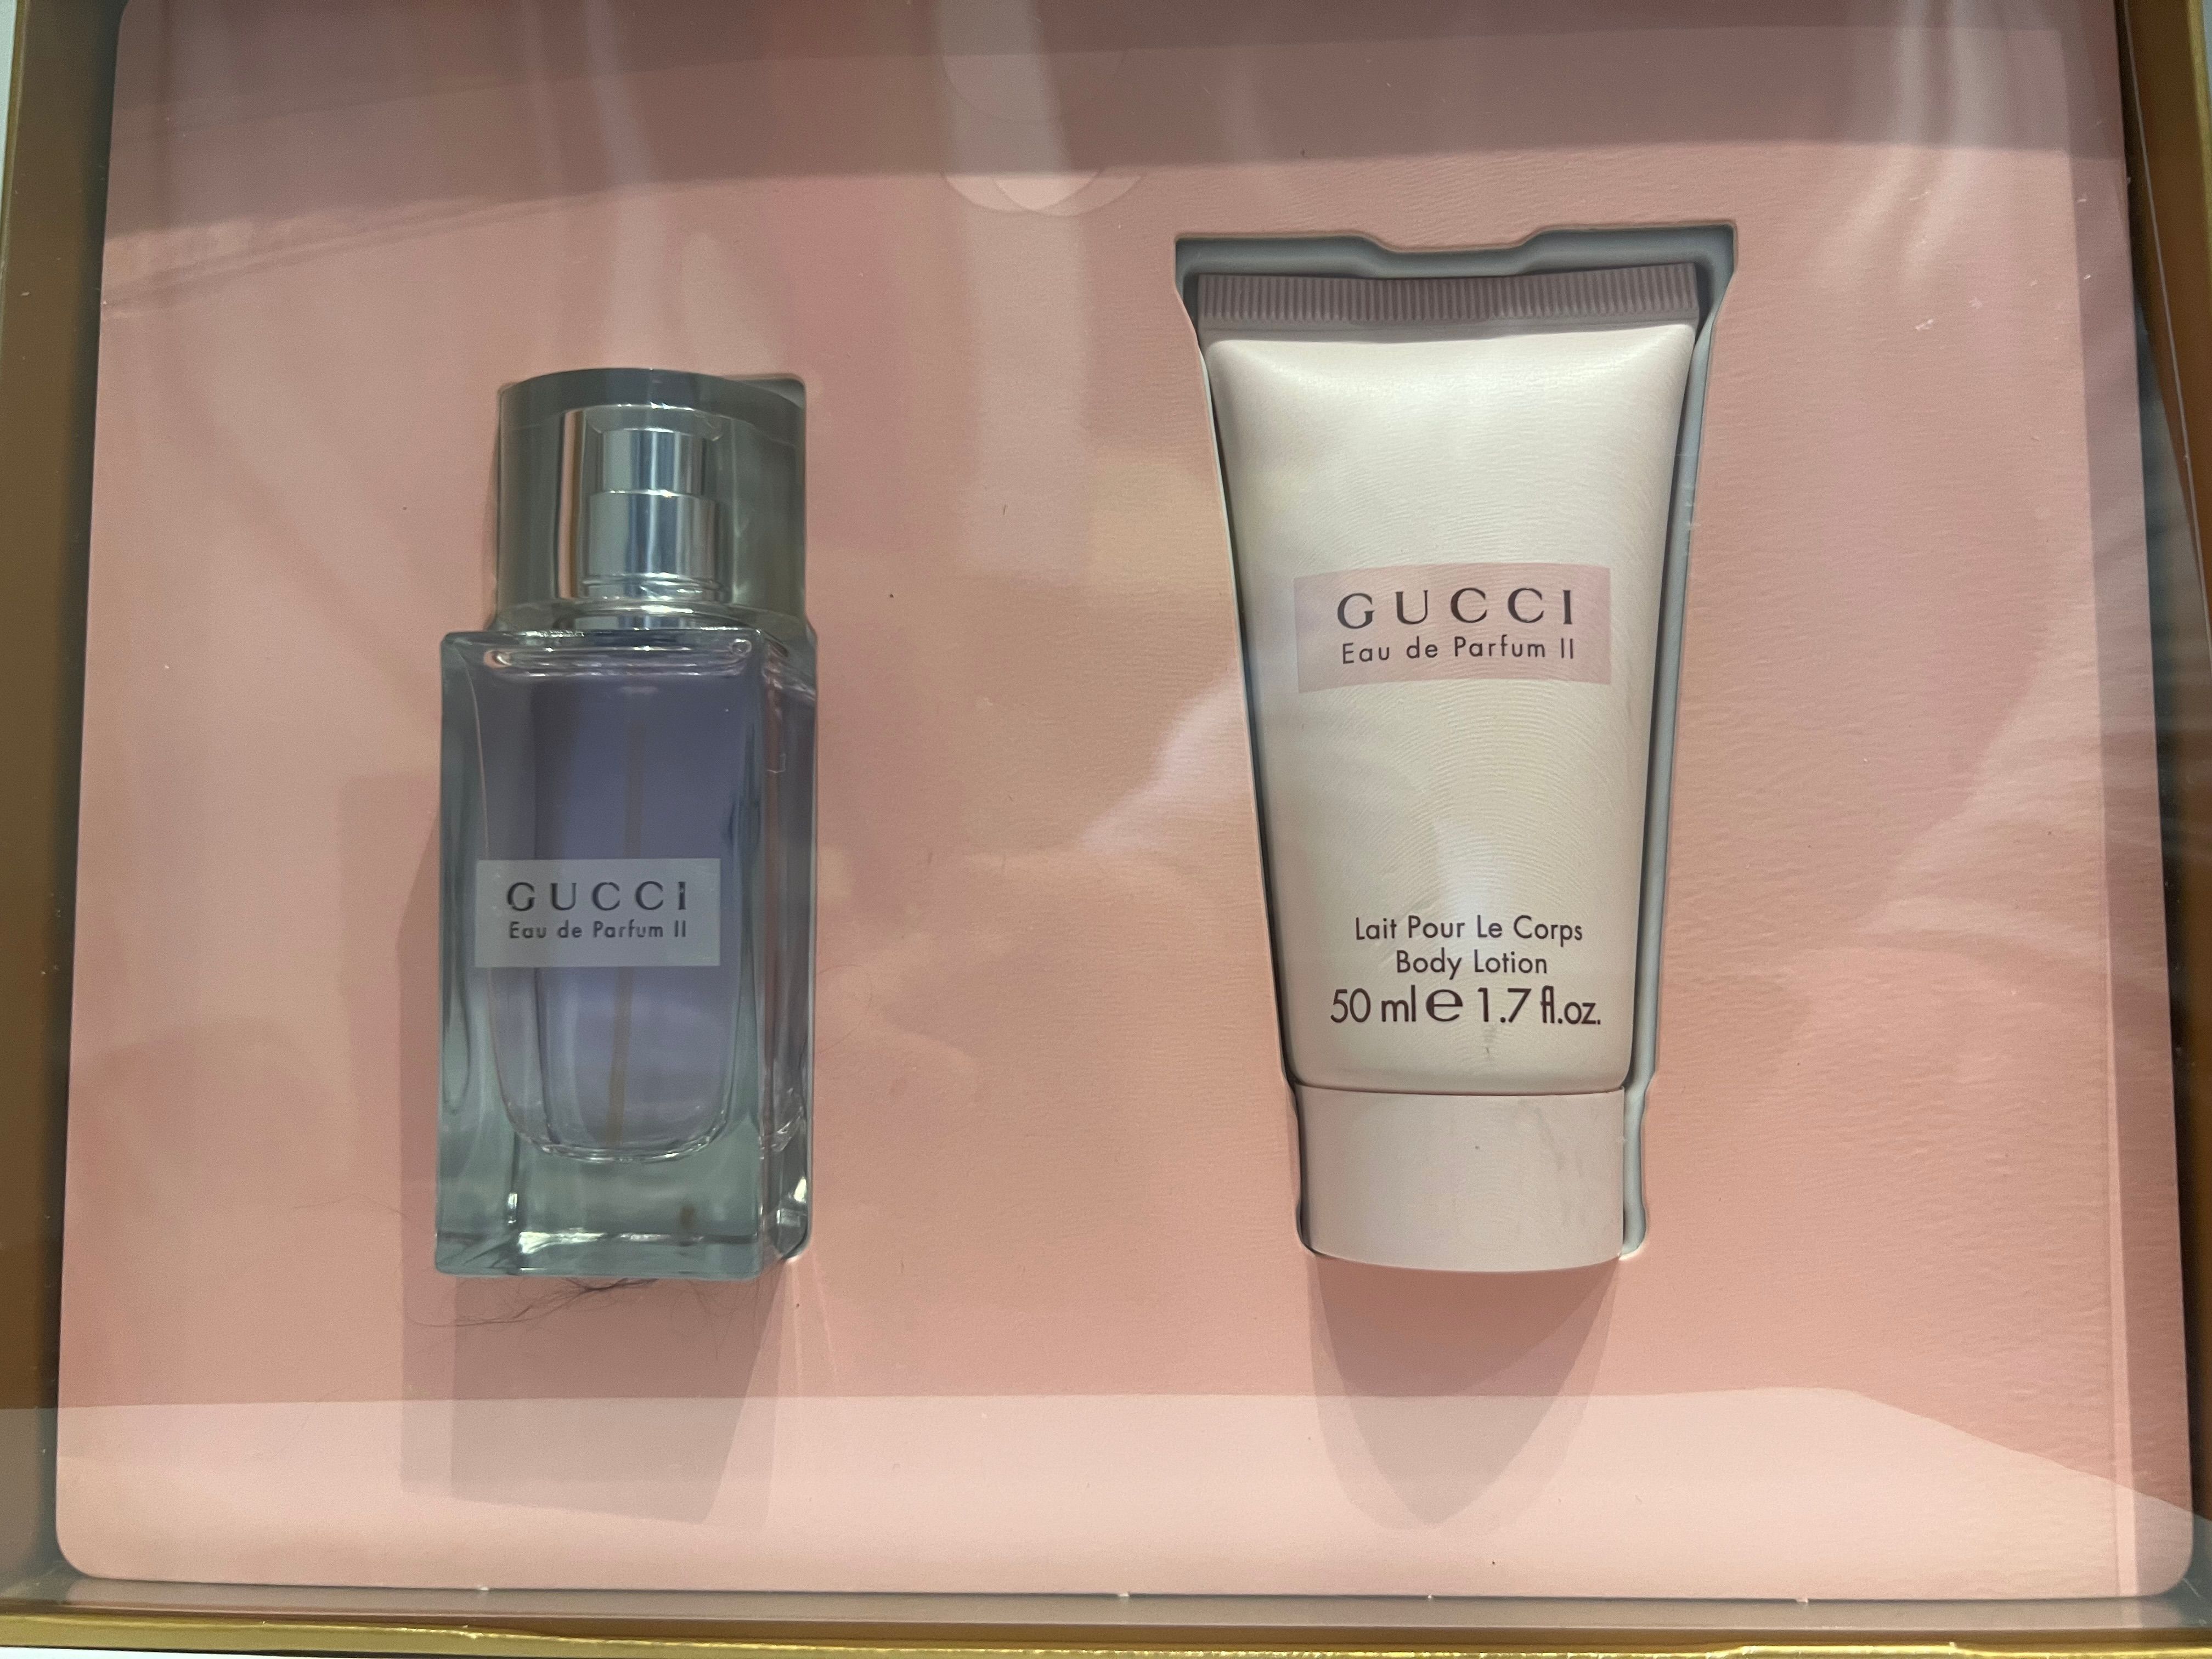 GUCCI
Eau de Parfum II
GUCCI
Eau de Parfum II
Lait Pour Le Corps
Body Lotion
50 ml e 1.7 fl.oz.